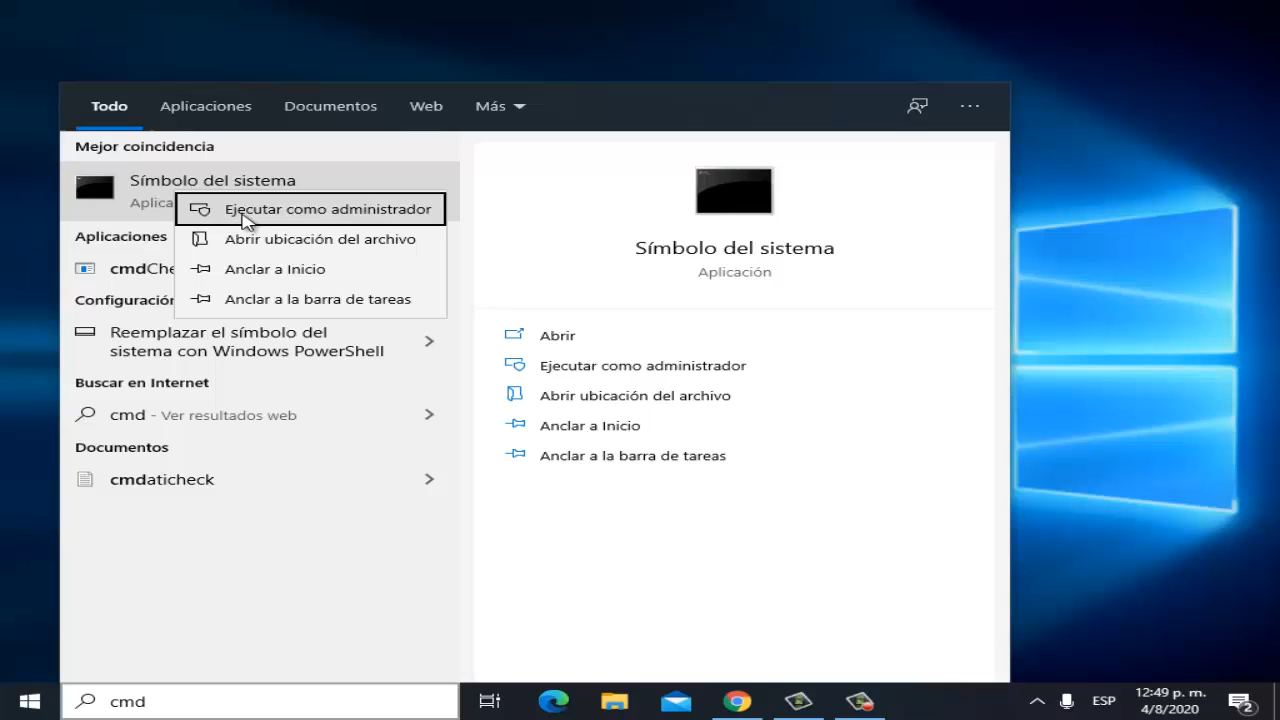 Todo Aplicaciones Documentos Web Más
Mejor coincidencia
Símbolo del sistema
Aplica
Ejecutar como administrador
Abrir ubicación del archivo
Anclar a Inicio
Anclar a la barra de tareas
Aplicaciones
cmdChe
Configuración
Reemplazar el símbolo del
sistema con Windows PowerShell
Buscar en Internet
cmd - Ver resultados web
Documentos
cmdaticheck
Símbolo del sistema
Aplicación
Abrir
Ejecutar como administrador
Abrir ubicación del archivo
Anclar a Inicio
Anclar a la barra de tareas
cmd
ESP
12:49 p. m.
4/8/2020
2